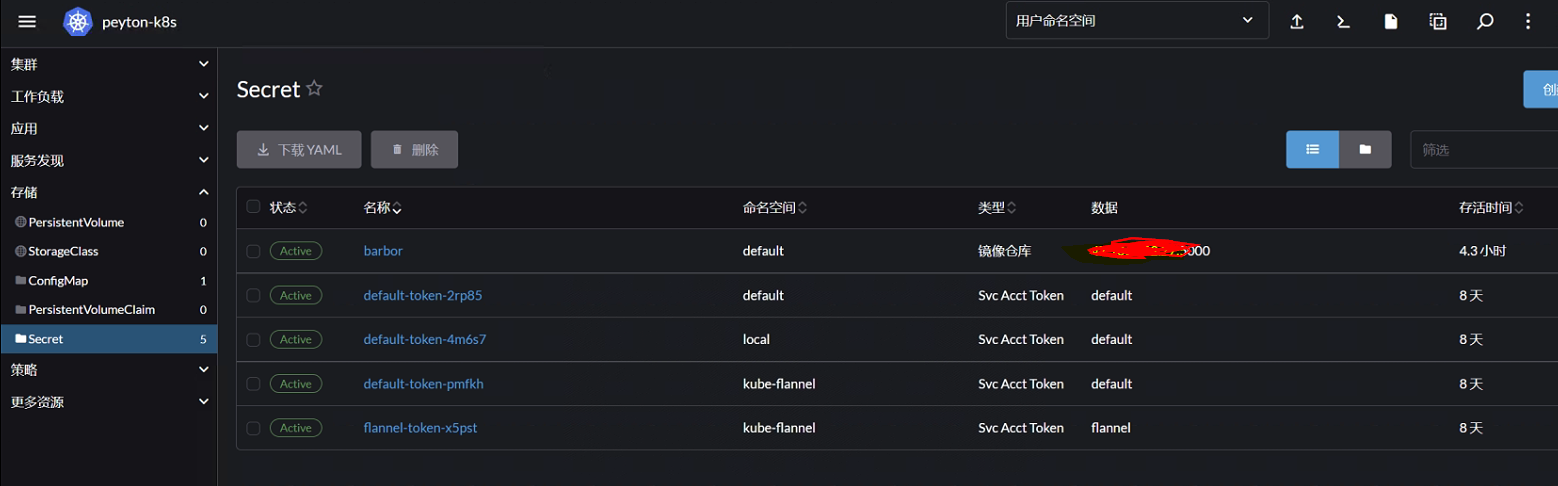 peyton-k8s 用户命名空间
集群
工作负载
应用
服务发现
存储
PersistentVolume 0
StorageClass 0
ConfigMap 1
PersistentVolumeClaim 0
Secret 5
策略
更多资源
Secret
下载 YAML 删除 筛选
状态 名称 命名空间 类型 数据 存活时间
Active barbor default 镜像仓库 4.3 小时
Active default-token-2rp85 default Svc Acct Token default 8 天
Active default-token-4m6s7 local Svc Acct Token default 8 天
Active default-token-pmfkh kube-flannel Svc Acct Token default 8 天
Active flannel-token-x5pst kube-flannel Svc Acct Token flannel 8 天